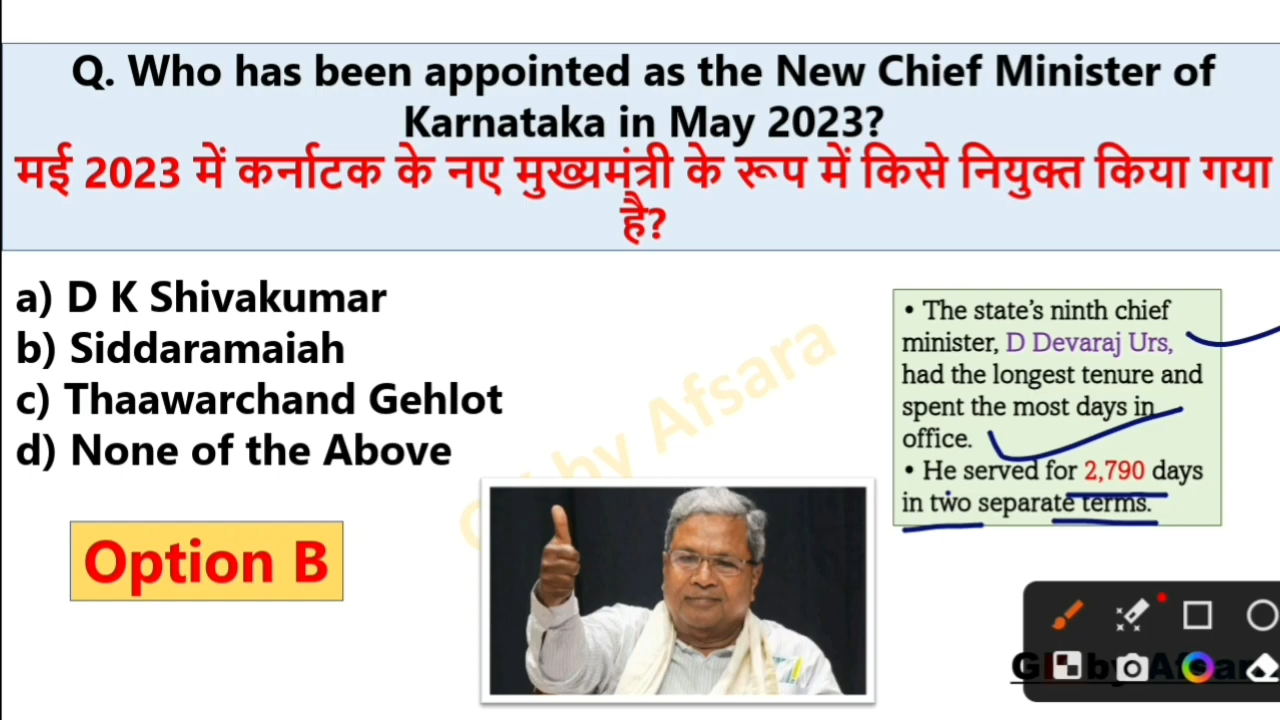 Q. Who has been appointed as the New Chief Minister of
Karnataka in May 2023?
मई 2023 में कर्नाटक के नए मुख्यमंत्री के रूप में किसे नियुक्त किया गया
है?
a) D K Shivakumar
b) Siddaramaiah
c) Thaawarchand Gehlot
d) None of the Above
Option B
• The state’s ninth chief
minister, D Devaraj Urs,
had the longest tenure and
spent the most days in
office.
• He served for 2,790 days
in two separate terms.
by Afsara